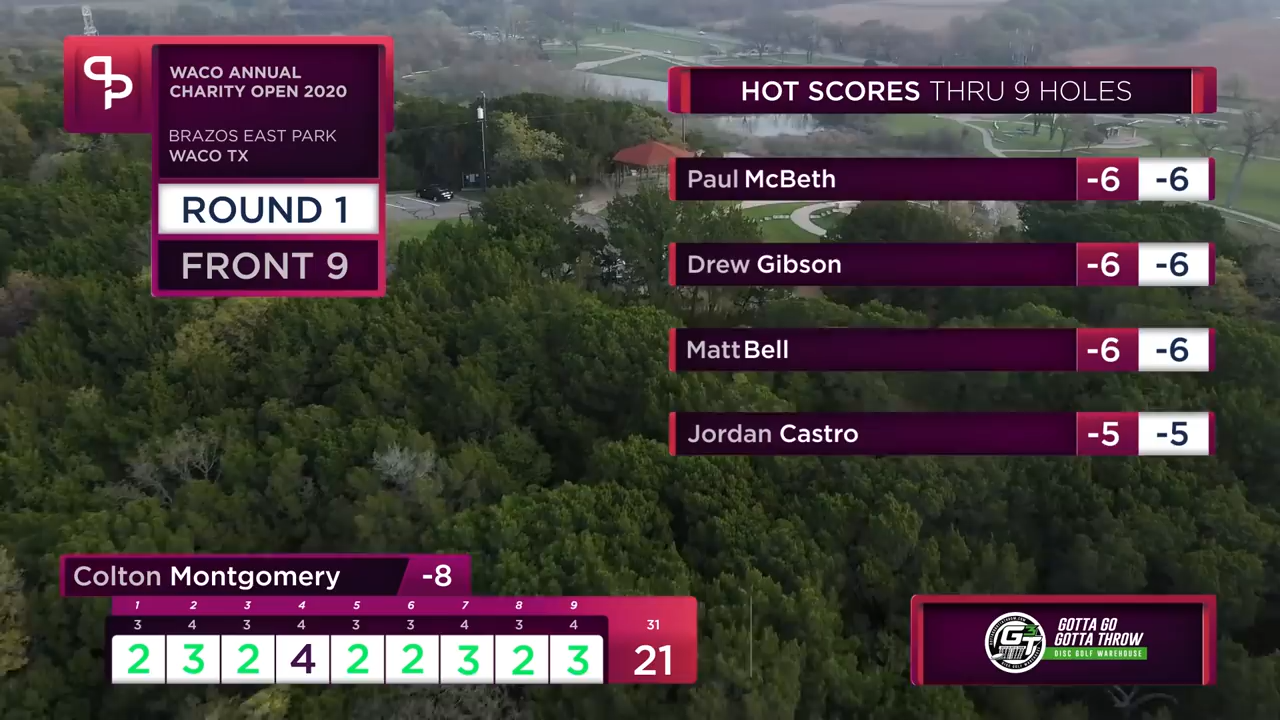 WACO ANNUAL
CHARITY OPEN 2020
BRAZOS EAST PARK
WACO TX
ROUND 1
FRONT 9
HOT SCORES THRU 9 HOLES
Paul McBeth -6 -6
Drew Gibson -6 -6
Matt Bell -6 -6
Jordan Castro -5 -5
Colton Montgomery -8
1 2 3 4 5 6 7 8 9
3 4 3 4 3 3 4 3 4 31
2 3 2 4 2 2 3 2 3 21
G3T
GOTTA GO
GOTTA THROW
DISC GOLF WAREHOUSE